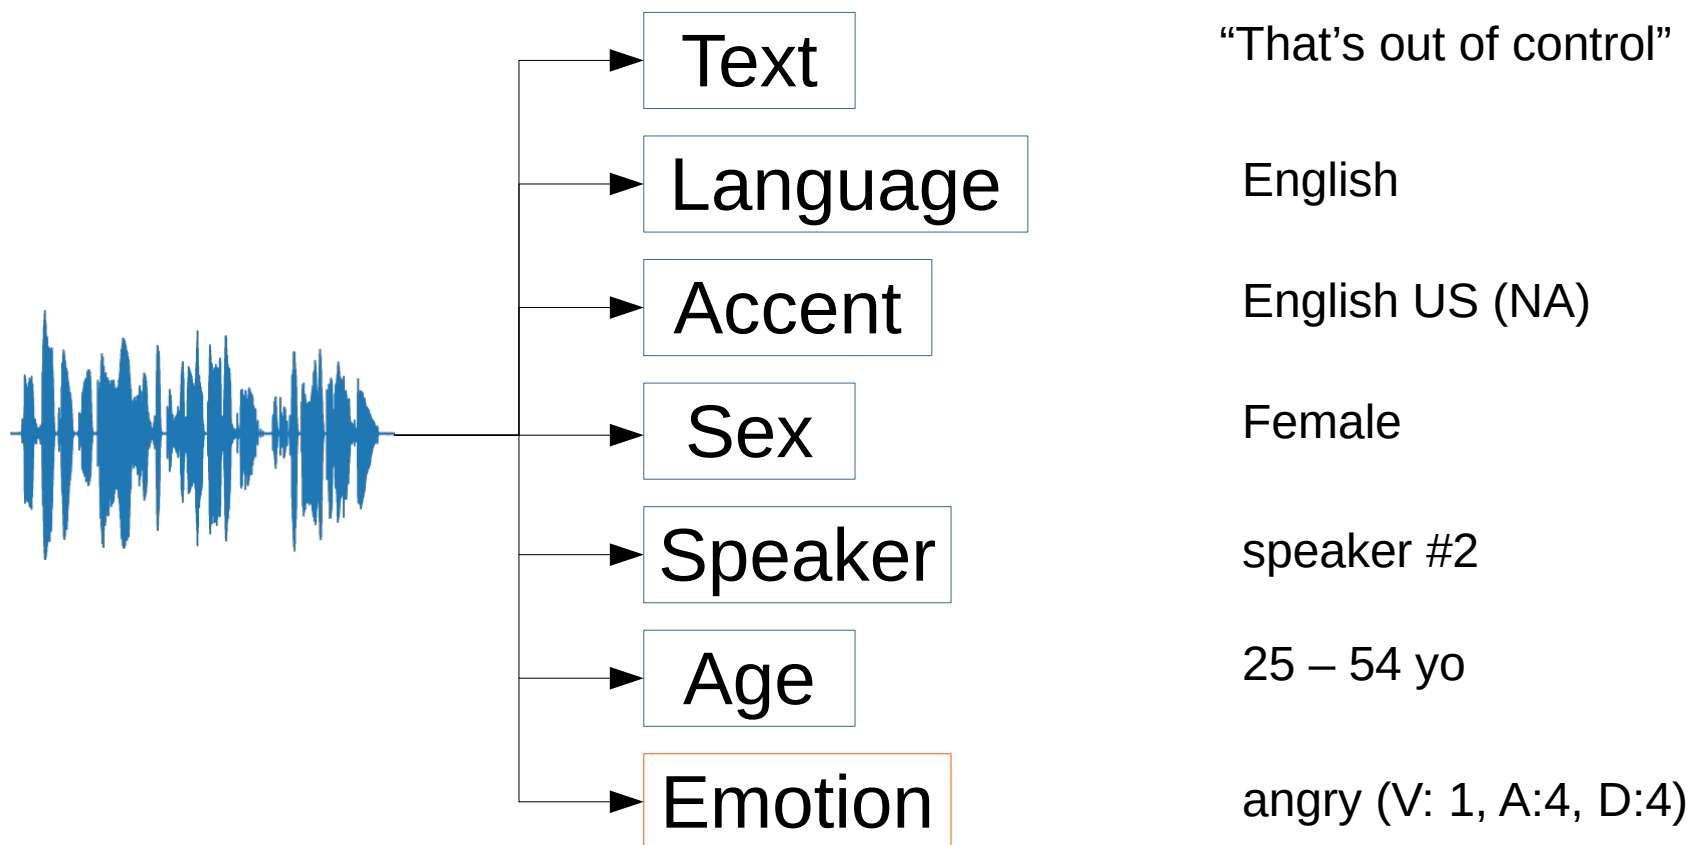 Text
“That’s out of control”
Language
English
Accent
English US (NA)
Sex
Female
Speaker
speaker #2
Age
25 – 54 yo
Emotion
angry (V: 1, A:4, D:4)